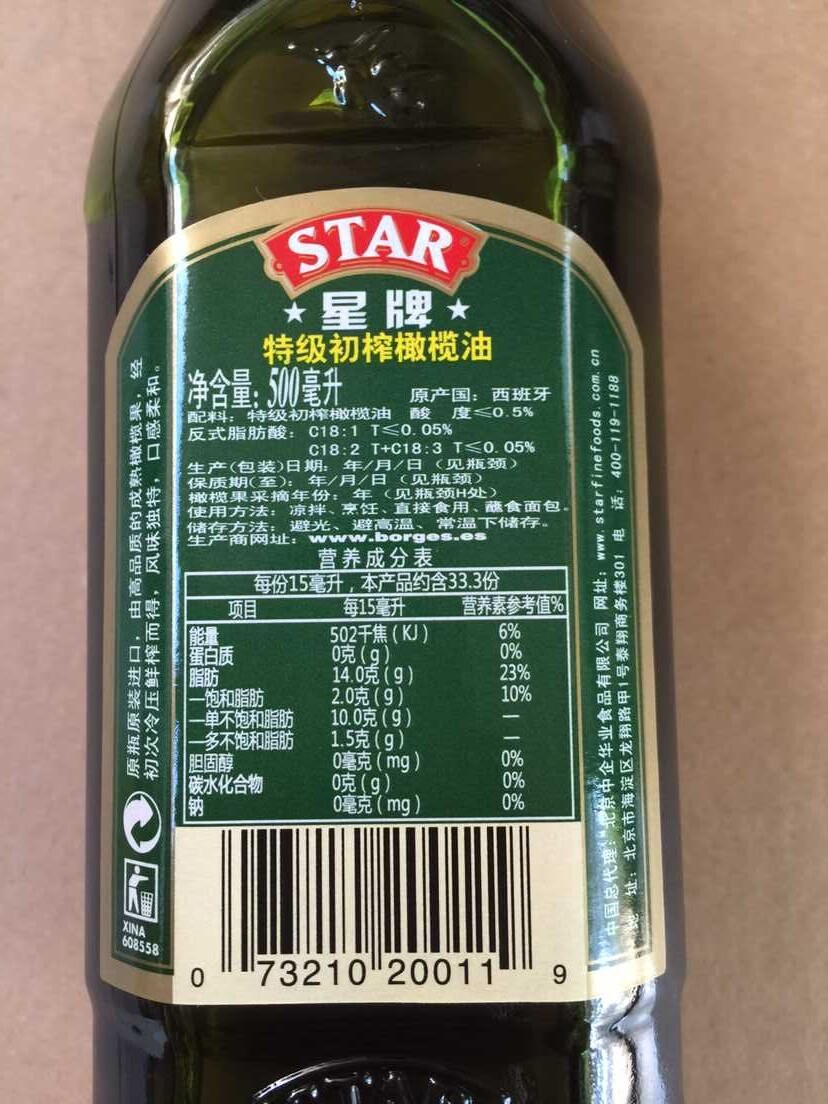 STAR
星牌
特级初榨橄榄油
净含量：500毫升 原产国：西班牙
配料：特级初榨橄榄油 酸 度≤0.5%
反式脂肪酸：C18:1 T≤0.05%
C18:2 T+C18:3 T≤0.05%
生产(包装)日期：年/月/日（见瓶颈）
保质期(至)：年/月/日（见瓶颈）
橄榄果采摘年份：年（见瓶颈H处）
使用方法：凉拌、烹饪、直接食用、蘸食面包。
储存方法：避光、避高温、常温下储存。
生产商网址：www.borges.es
营养成分表
每份15毫升，本产品约含33.3份
项目 每15毫升 营养素参考值%
能量 502千焦(KJ) 6%
蛋白质 0克(g) 0%
脂肪 14.0克(g) 23%
—饱和脂肪 2.0克(g) 10%
—单不饱和脂肪 10.0克(g) —
—多不饱和脂肪 1.5克(g) —
胆固醇 0毫克(mg) 0%
碳水化合物 0克(g) 0%
钠 0毫克(mg) 0%
0 73210 20011 9
原瓶原装进口，由高品质的成熟橄榄果，经
初次冷压鲜榨而得，风味独特，口感柔和。
XINA
608558
中国总代理：北京中企华业食品有限公司 网址：www.starfinefoods.com.cn
地 址：北京市海淀区龙翔路甲1号泰翔商务楼301 电 话：400-119-1188